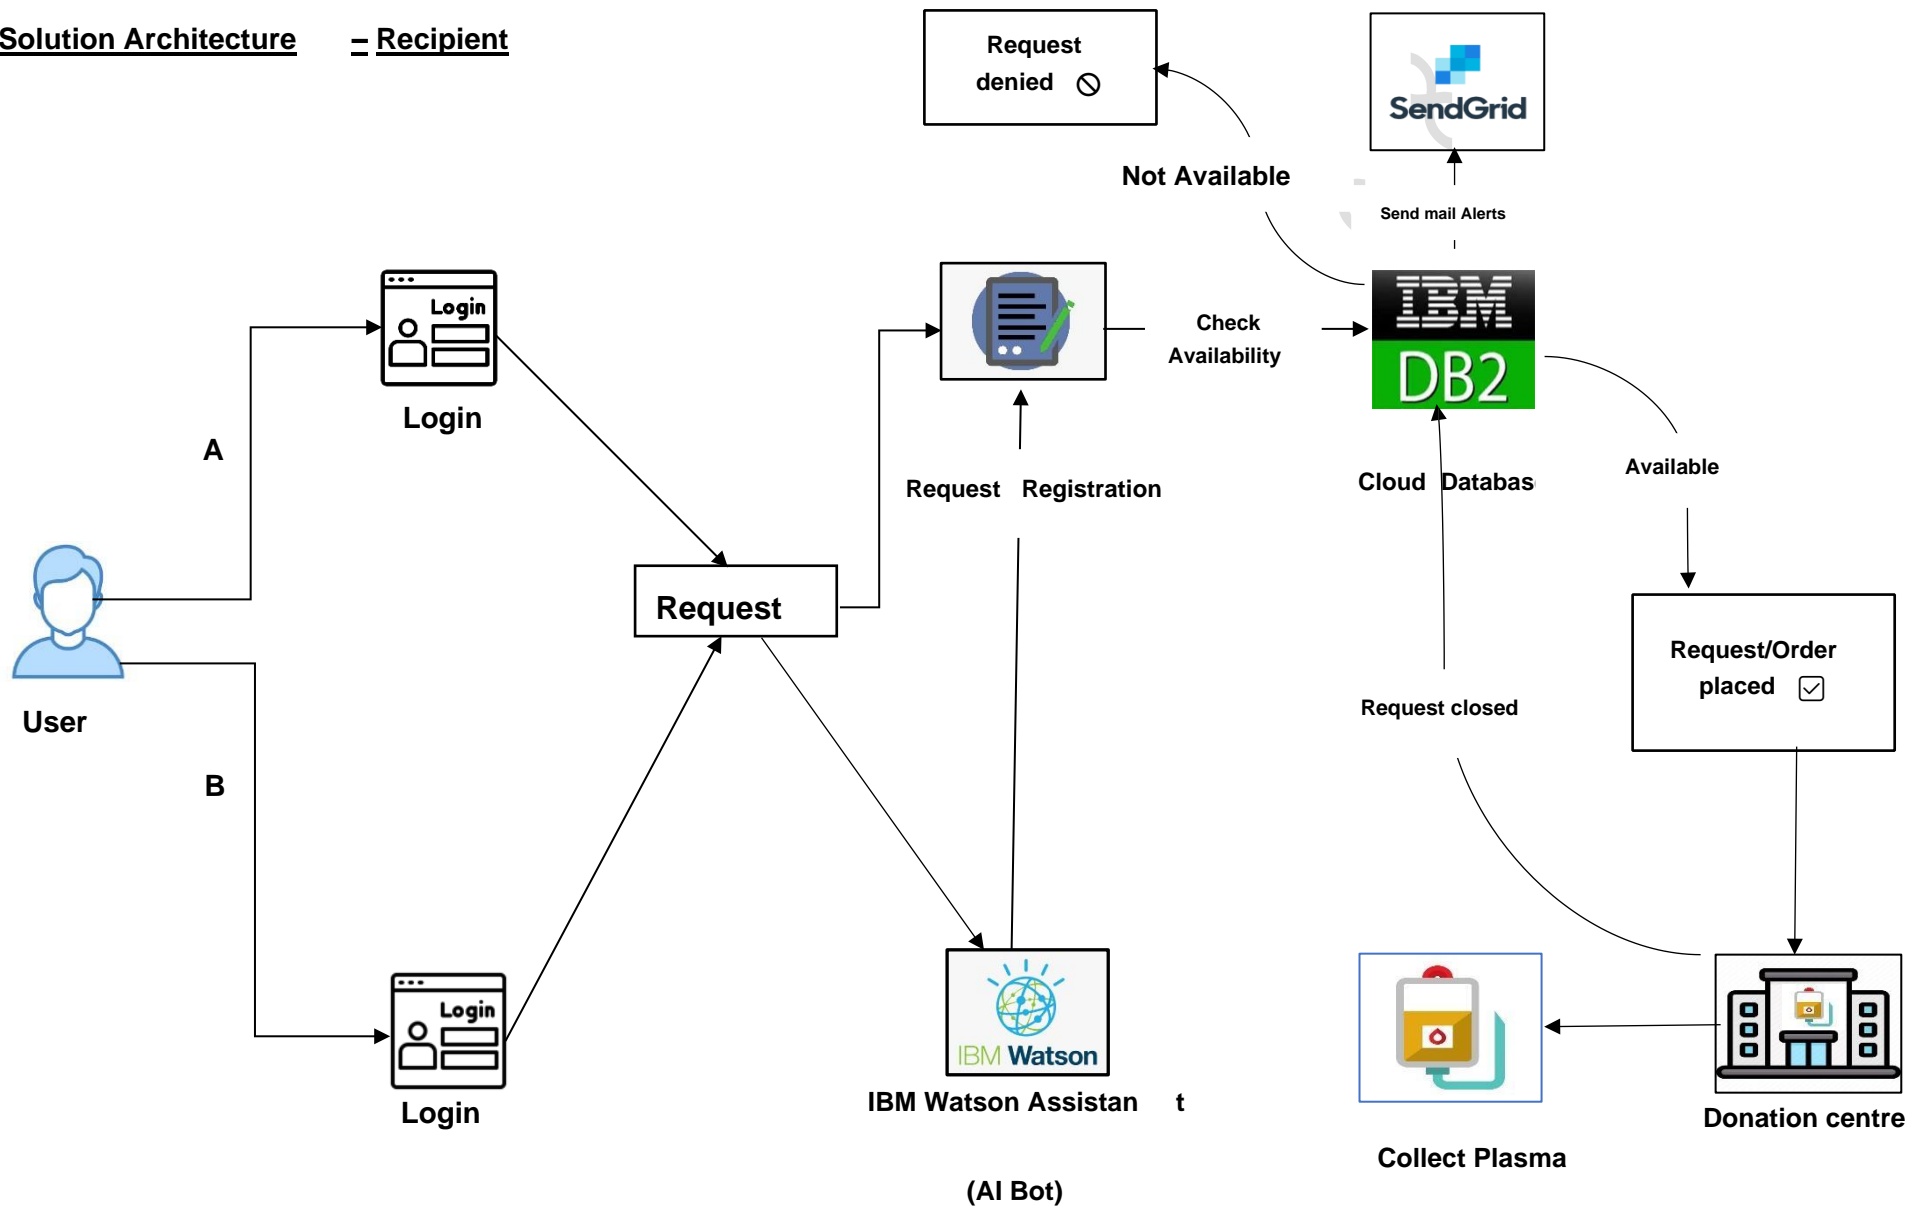 Solution Architecture – Recipient
Request
denied
SendGrid
Not Available
Send mail Alerts
Login
Login
A
Check
Availability
IBM
DB2
Request Registration
Cloud Databas
Available
Request
Request/Order
placed
Request closed
User
B
Login
Login
IBM Watson
IBM Watson Assistan t
(AI Bot)
Collect Plasma
Donation centre